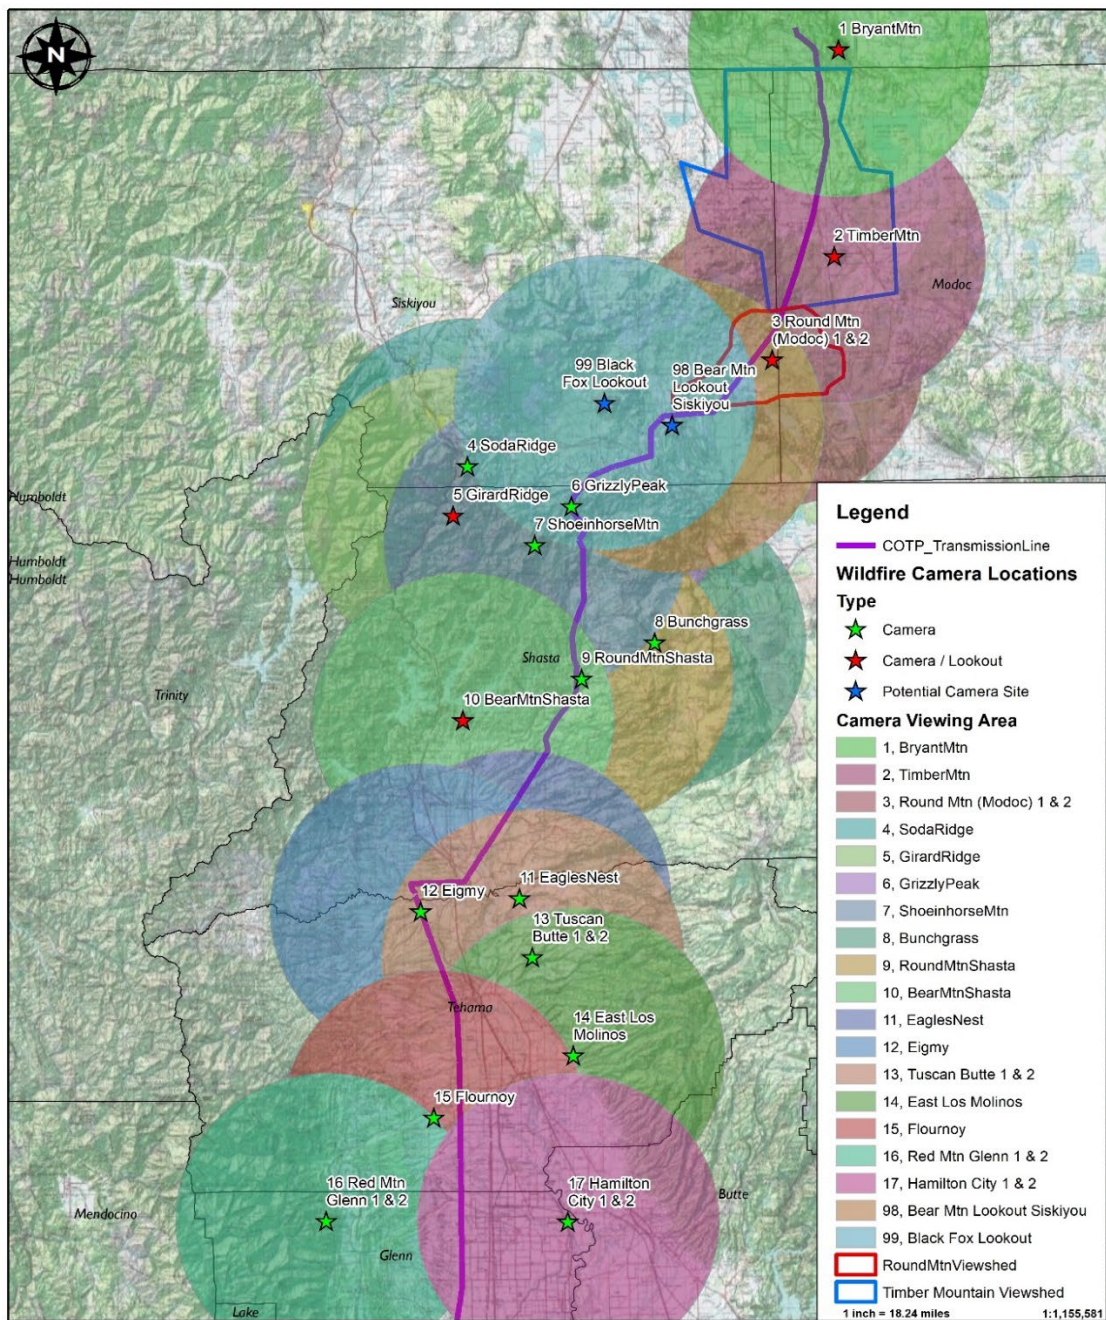 N
1 BryantMtn
2 TimberMtn
Modoc
Siskiyou
3 Round Mtn
(Modoc) 1 & 2
99 Black
Fox Lookout
98 Bear Mtn
Lookout
Siskiyou
4 SodaRidge
5 GirardRidge
6 GrizzlyPeak
7 ShoeinhorseMtn
Humboldt
Humboldt
Humboldt
8 Bunchgrass
Shasta
9 RoundMtnShasta
Trinity
10 BearMtnShasta
11 EaglesNest
12 Eigmy
13 Tuscan
Butte 1 & 2
Tehama
14 East Los
Molinos
15 Flournoy
16 Red Mtn
Glenn 1 & 2
17 Hamilton
City 1 & 2
Butte
Mendocino
Glenn
Lake
Legend
COTP_TransmissionLine
Wildfire Camera Locations
Type
Camera
Camera / Lookout
Potential Camera Site
Camera Viewing Area
1, BryantMtn
2, TimberMtn
3, Round Mtn (Modoc) 1 & 2
4, SodaRidge
5, GirardRidge
6, GrizzlyPeak
7, ShoeinhorseMtn
8, Bunchgrass
9, RoundMtnShasta
10, BearMtnShasta
11, EaglesNest
12, Eigmy
13, Tuscan Butte 1 & 2
14, East Los Molinos
15, Flournoy
16, Red Mtn Glenn 1 & 2
17, Hamilton City 1 & 2
98, Bear Mtn Lookout Siskiyou
99, Black Fox Lookout
RoundMtnViewshed
Timber Mountain Viewshed
1 inch = 18.24 miles
1:1,155,581